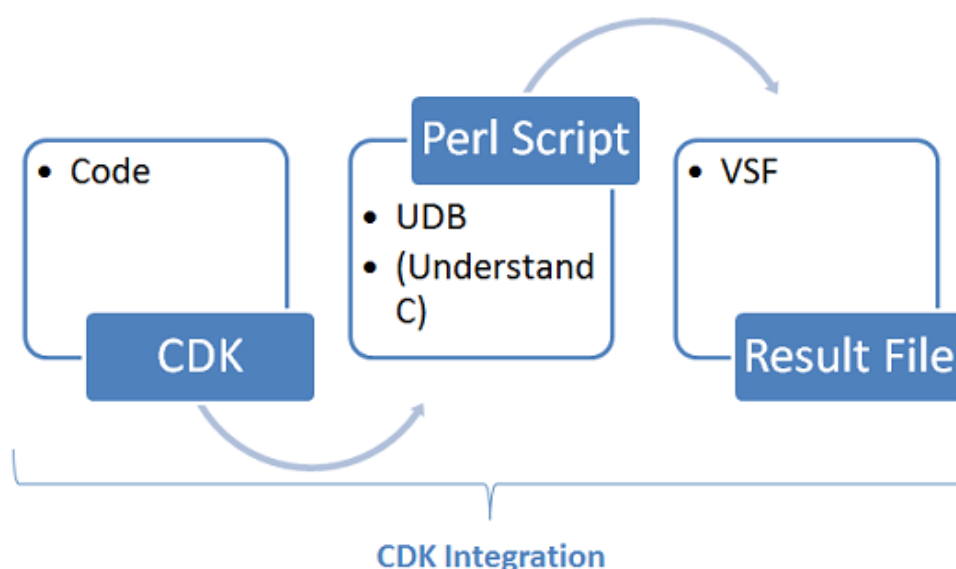 • Code
CDK
Perl Script
• UDB
• (Understand
C)
• VSF
Result File
CDK Integration